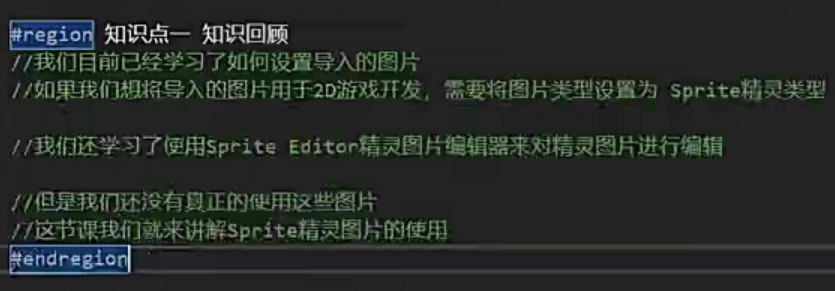 #region 知识点一 知识回顾
//我们目前已经学习了如何设置导入的图片
//如果我们想将导入的图片用于2D游戏开发，需要将图片类型设置为 Sprite精灵类型
//我们还学习了使用Sprite Editor精灵图片编辑器来对精灵图片进行编辑
//但是我们还没有真正的使用这些图片
//这节课我们就来讲解Sprite精灵图片的使用
#endregion